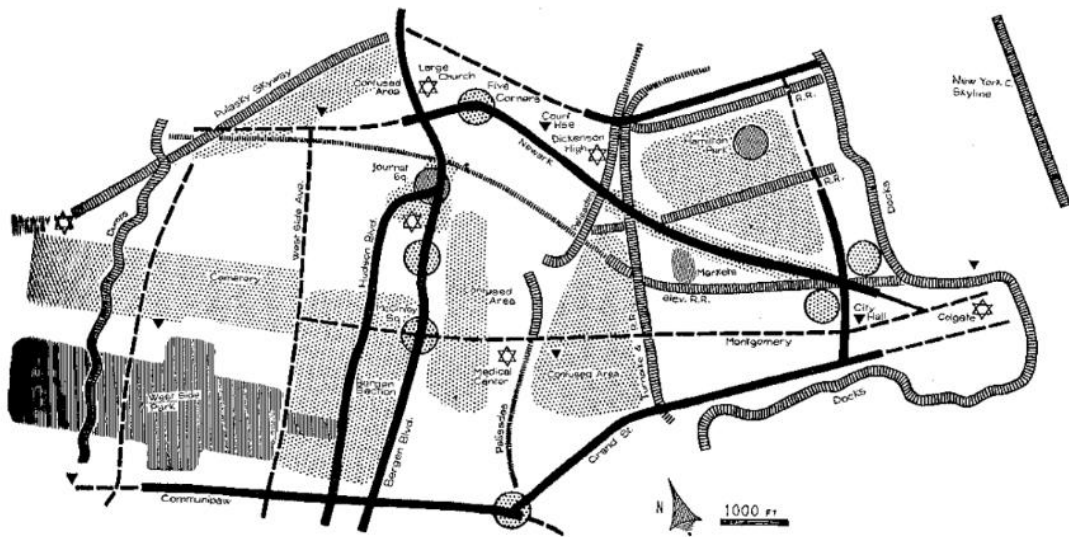 Pulasky Skyway
Confused
Area
Large
Church
Five
Corners
Court
Hse
Dickenson
High
Newark
Hamilton
Park
R.R.
R.R.
New York C.
Skyline
Docks
Journal
Sq.
West Side Ave.
Hudson Blvd.
Palisades
Cemetery
Confused
Area
Markets
elev. R.R.
City
Hall
Colgate
Montgomery
Medical
Center
Confused Area
Bergen
Section
West Side
Park
Bergen Blvd.
Palisades
Grand St.
Docks
Communipaw
N
1000 FT